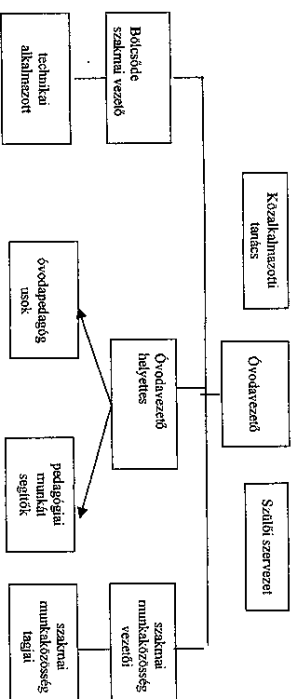 Közalkalmazotti
tanács
Óvodavezető
Szülői szervezet
Bölcsőde
szakmai vezető
Óvodavezető
helyettes
szakmai
munkaközösség
vezetői
technikai
alkalmazott
óvodapedagóg
usok
pedagógiai
munkát
segítők
szakmai
munkaközösség
tagjai